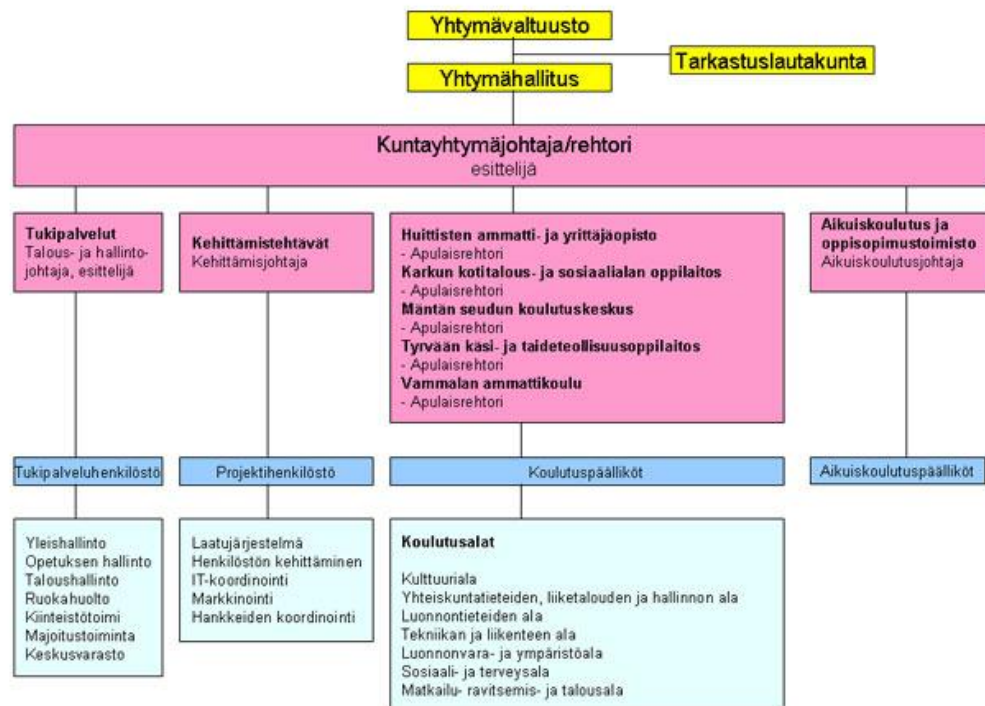 Yhtymävaltuusto
Tarkastuslautakunta
Yhtymähallitus
Kuntayhtymäjohtaja/rehtori
esittelijä
Tukipalvelut
Talous- ja hallinto-
johtaja, esittelijä
Kehittämistehtävät
Kehittämisjohtaja
Huittisten ammatti- ja yrittäjäopisto
- Apulaisrehtori
Karkun kotitalous- ja sosiaalialan oppilaitos
- Apulaisrehtori
Mäntän seudun koulutuskeskus
- Apulaisrehtori
Tyrvään käsi- ja taideteollisuusoppilaitos
- Apulaisrehtori
Vammalan ammattikoulu
- Apulaisrehtori
Aikuiskoulutus ja
oppisopimustoimisto
Aikuiskoulutusjohtaja
Tukipalveluhenkilöstö
Projektihenkilöstö
Koulutuspäälliköt
Aikuiskoulutuspäälliköt
Yleishallinto
Opetuksen hallinto
Taloushallinto
Ruokahuolto
Kiinteistötoimi
Majoitustoiminta
Keskusvarasto
Laatujärjestelmä
Henkilöstön kehittäminen
IT-koordinointi
Markkinointi
Hankkeiden koordinointi
Koulutusalat
Kulttuuriala
Yhteiskuntatieteiden, liiketalouden ja hallinnon ala
Luonnontieteiden ala
Tekniikan ja liikenteen ala
Luonnonvara- ja ympäristöala
Sosiaali- ja terveysala
Matkailu- ravitsemis- ja talousala